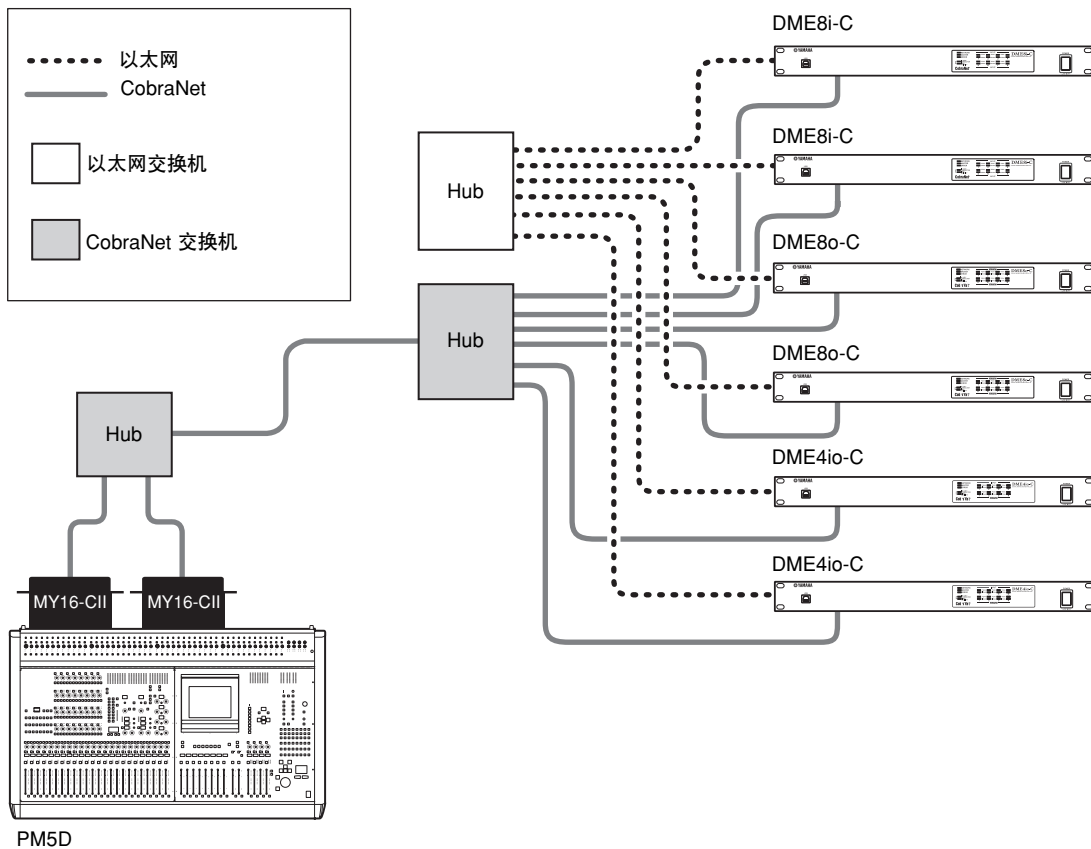 以太网
CobraNet
以太网交换机
CobraNet 交换机
DME8i-C
DME8i-C
DME8o-C
DME8o-C
DME4io-C
DME4io-C
Hub
Hub
Hub
MY16-CII
MY16-CII
PM5D